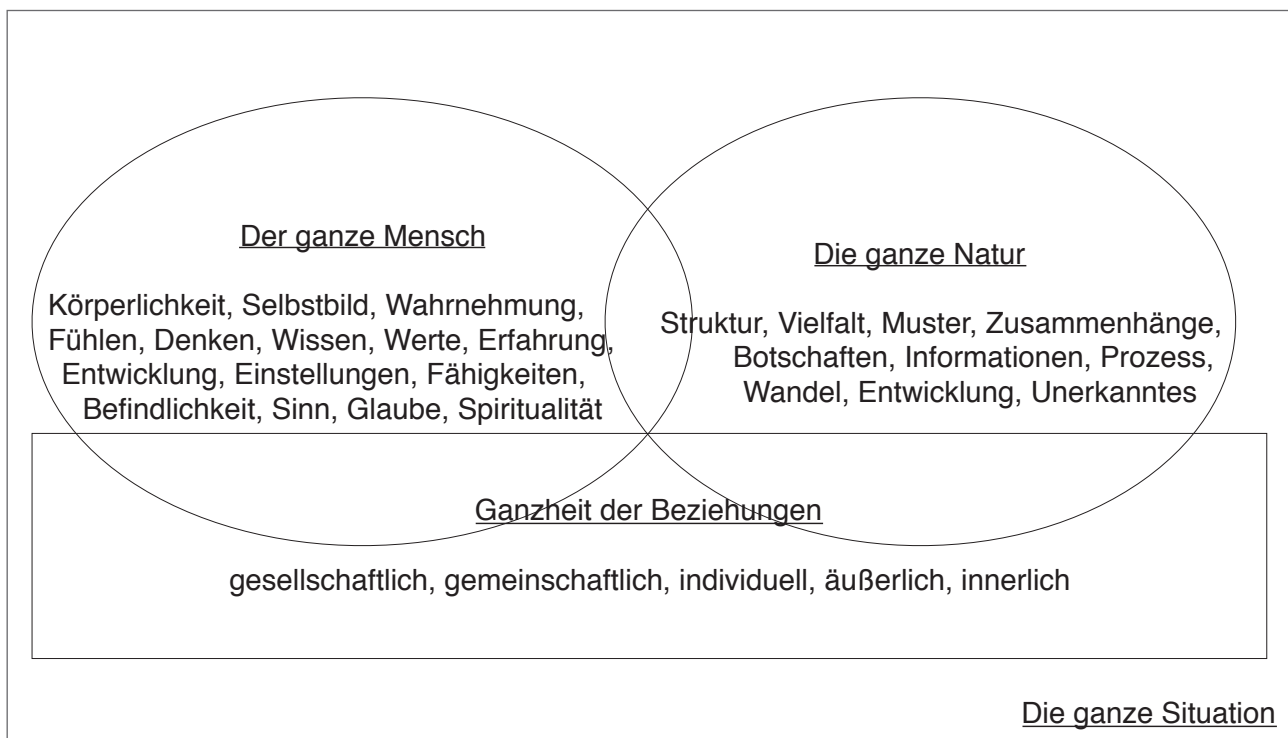 Der ganze Mensch
Körperlichkeit, Selbstbild, Wahrnehmung,
Fühlen, Denken, Wissen, Werte, Erfahrung,
Entwicklung, Einstellungen, Fähigkeiten,
Befindlichkeit, Sinn, Glaube, Spiritualität
Die ganze Natur
Struktur, Vielfalt, Muster, Zusammenhänge,
Botschaften, Informationen, Prozess,
Wandel, Entwicklung, Unerkanntes
Ganzheit der Beziehungen
gesellschaftlich, gemeinschaftlich, individuell, äußerlich, innerlich
Die ganze Situation